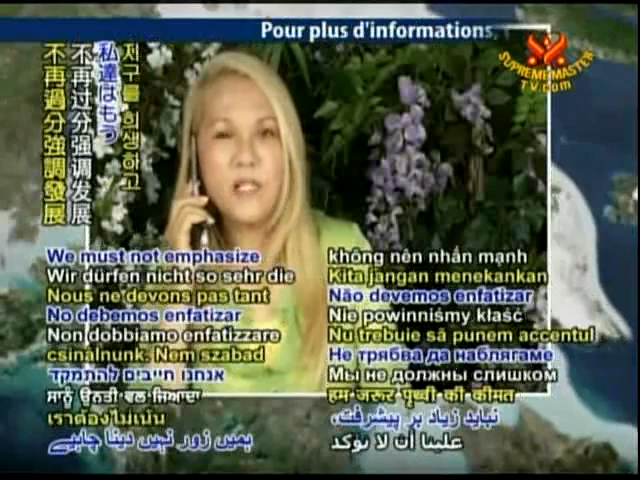 Pour plus d'informations,
SUPREME MASTER
TV.com
저구를 희생하고
私達はもう
不再过分强调发展
不再過分強調發展
We must not emphasize
Wir dürfen nicht so sehr die
Nous ne devons pas tant
No debemos enfatizar
Non dobbiamo enfatizzare
csinálnunk. Nem szabad
אנחנו חייבים להתמקד
ਸਾਨੂੰ ਉਨਤੀ ਵਲ ਜਿਆਦਾ
เราต้องไม่เน้น
ہمیں زور نہیں دینا چاہیے
không nên nhấn mạnh
Kita jangan menekankan
Não devemos enfatizar
Nie powinniśmy kłaść
Nu trebuie să punem accentul
Не трябва да наблягаме
Мы не должны слишком
हम जरूर पृथ्वी की कीमत
نباید زیاد بر پیشرفت،
علينا أن لا نؤكد